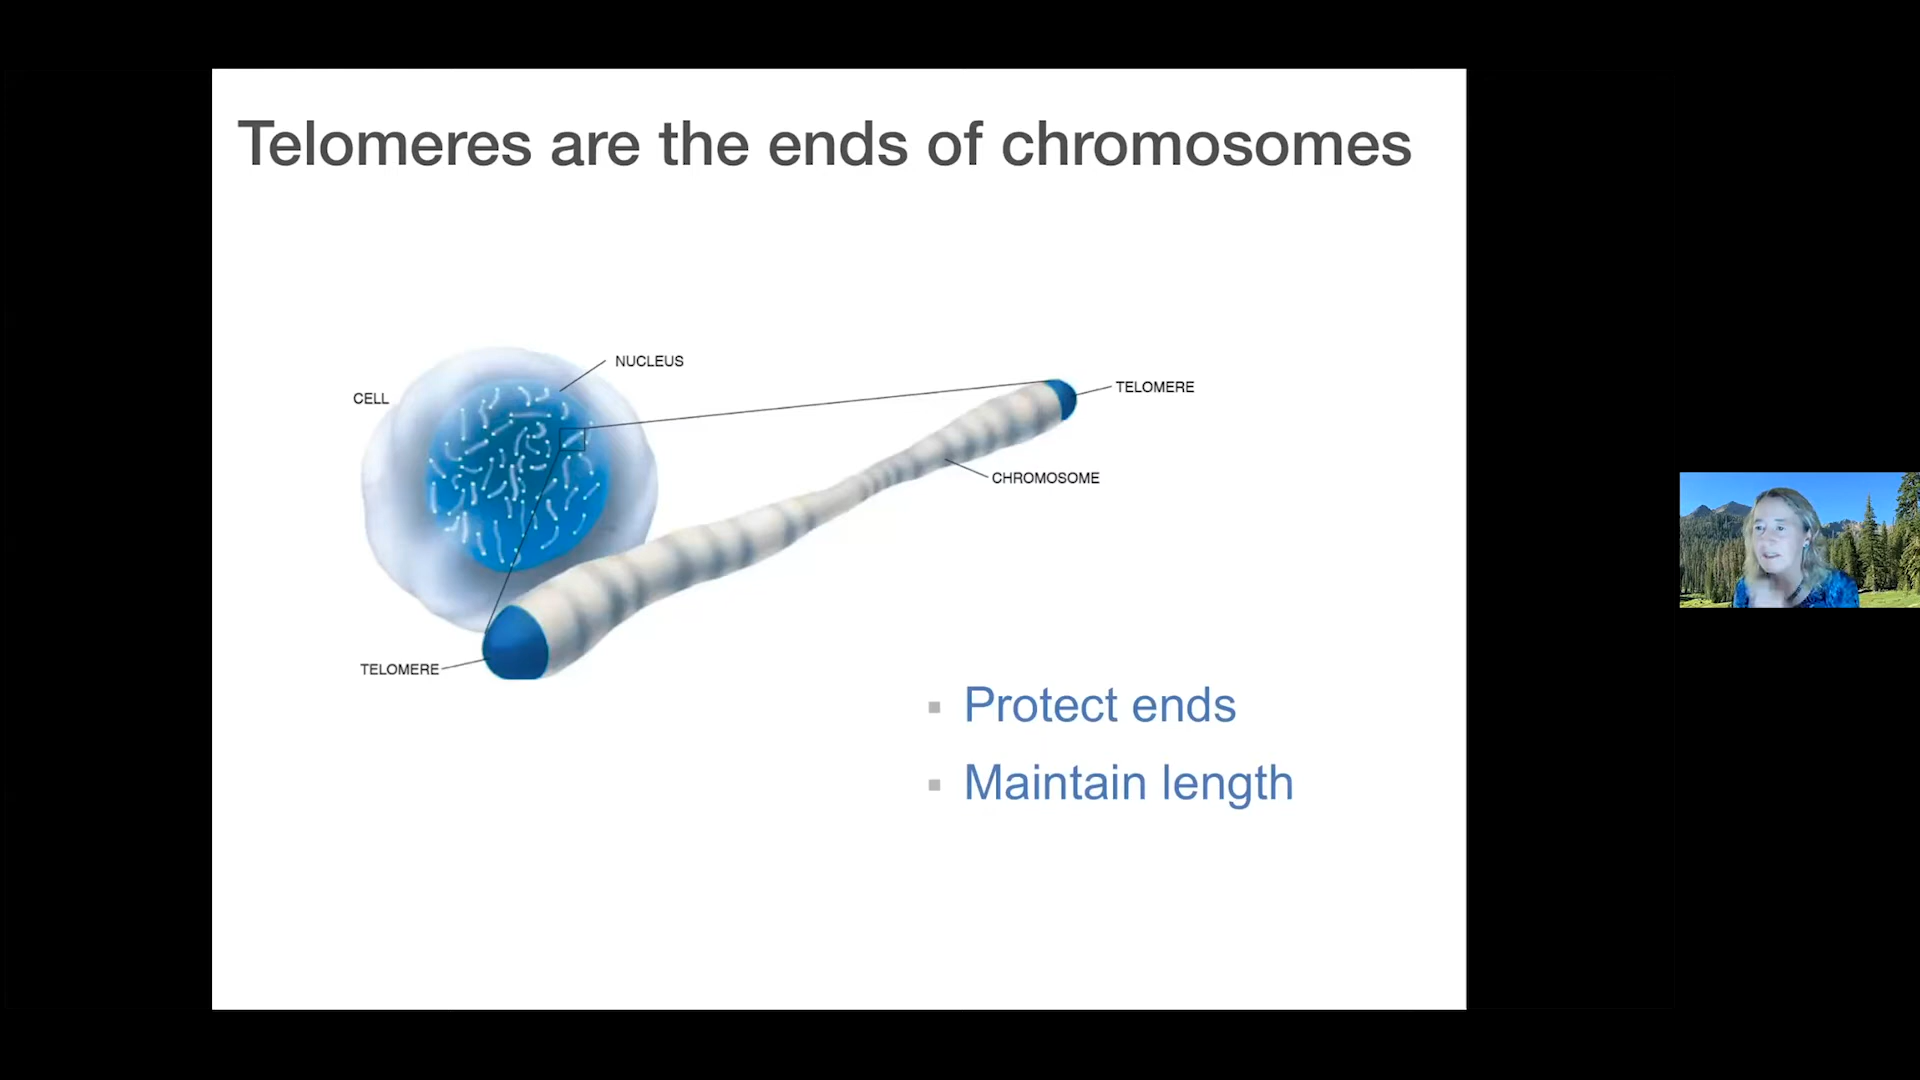 Telomeres are the ends of chromosomes
NUCLEUS
CELL
TELOMERE
CHROMOSOME
TELOMERE
Protect ends
Maintain length